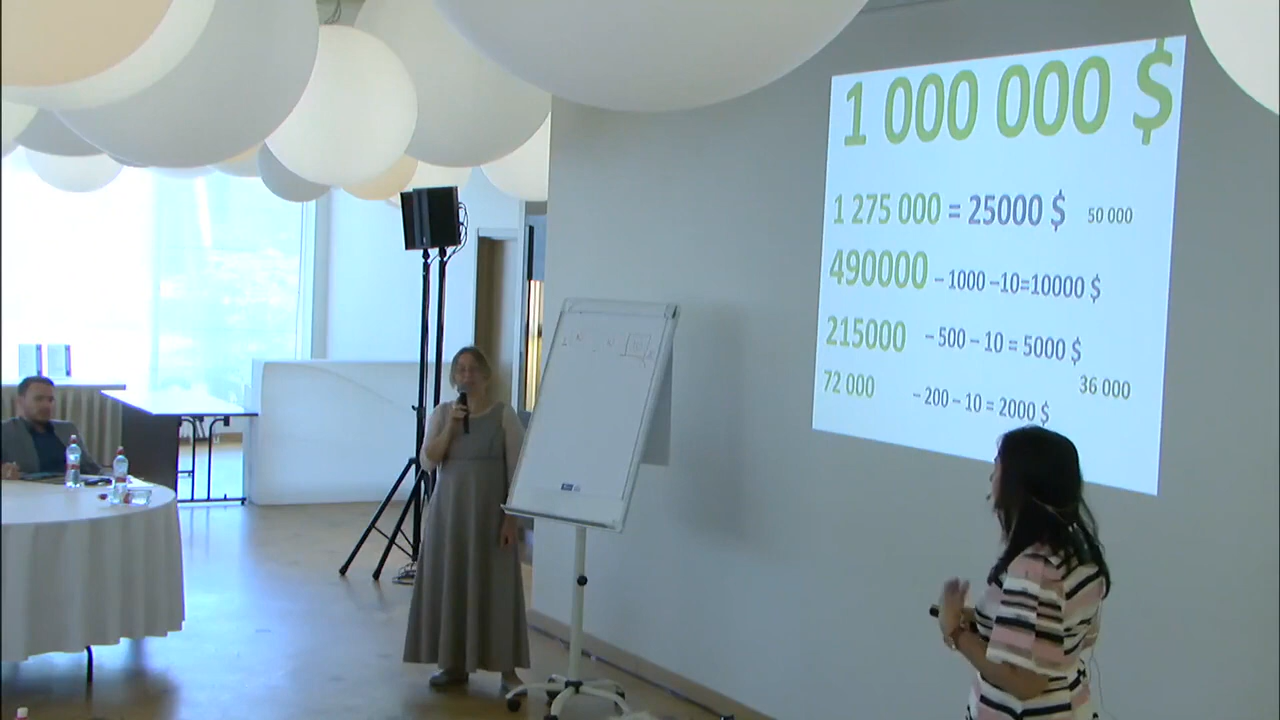 1 000 000 $
1 275 000 = 25000 $ 50 000
490000 – 1000 –10=10000 $
215000 – 500 – 10 = 5000 $
36 000
72 000 – 200 – 10 = 2000 $